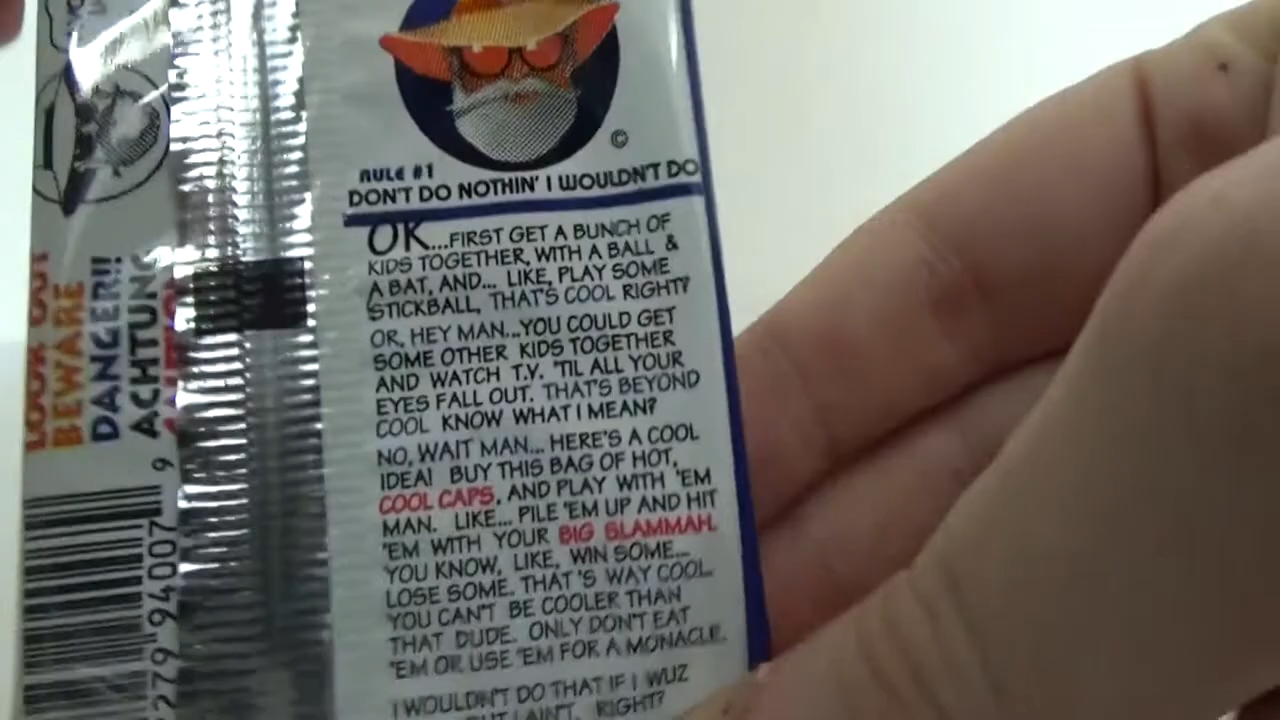 ©
RULE #1
DON'T DO NOTHIN' I WOULDN'T DO
OK...FIRST GET A BUNCH OF
KIDS TOGETHER, WITH A BALL &
A BAT, AND... LIKE, PLAY SOME
STICKBALL, THAT'S COOL RIGHT?
OR, HEY MAN...YOU COULD GET
SOME OTHER KIDS TOGETHER
AND WATCH T.V. 'TIL ALL YOUR
EYES FALL OUT. THAT'S BEYOND
COOL KNOW WHAT I MEAN?
NO, WAIT MAN... HERE'S A COOL
IDEA! BUY THIS BAG OF HOT,
COOL CAPS, AND PLAY WITH 'EM
MAN. LIKE... PILE 'EM UP AND HIT
'EM WITH YOUR BIG SLAMMAH.
YOU KNOW, LIKE, WIN SOME...
LOSE SOME. THAT'S WAY COOL.
YOU CAN'T BE COOLER THAN
THAT DUDE. ONLY DON'T EAT
'EM OR USE 'EM FOR A MONACLE.
I WOULDN'T DO THAT IF I WUZ
BUT I AIN'T, RIGHT?
LOOK OUT
BEWARE
DANGER!!
ACHTUNG
279 94007 9